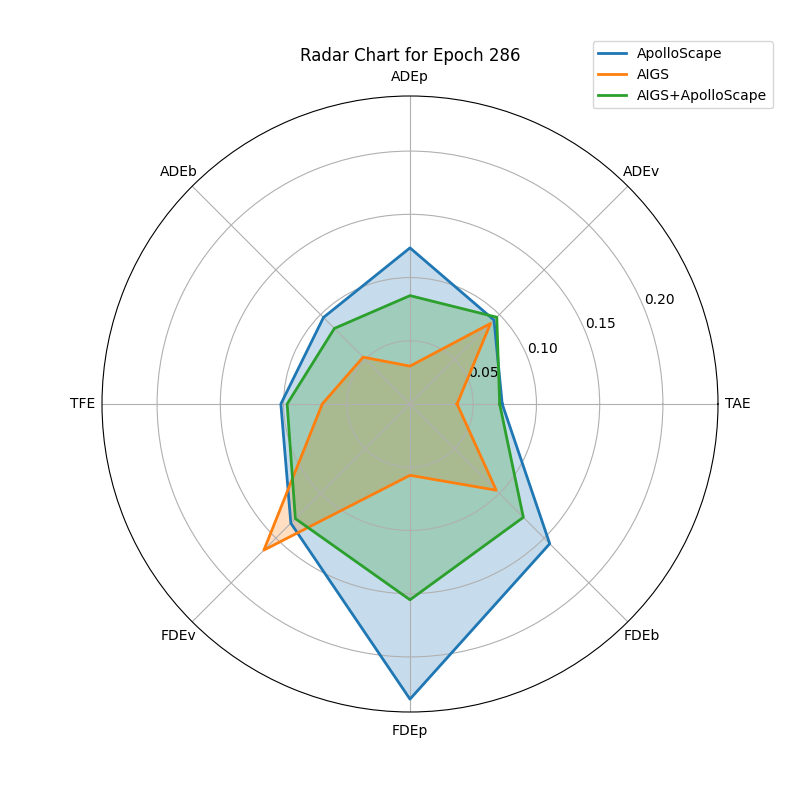 Radar Chart for Epoch 286
ApolloScape
AIGS
AIGS+ApolloScape
ADEp
ADEb
ADEv
0.20
0.15
0.10
0.05
TFE
TAE
FDEv
FDEb
FDEp